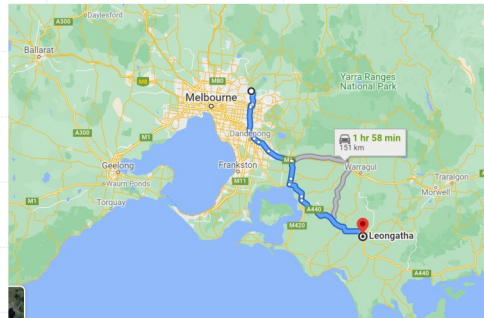 A300
Daylesford
Ballarat
M80
M8
Yarra Ranges
National Park
Melbourne
A300
M1
Dandenong
1 hr 58 min
151 km
Geelong
Frankston
Warragul
Traralgon
Waurn Ponds
M11
Morwell
M1
Torquay
A440
M420
Leongatha
A440